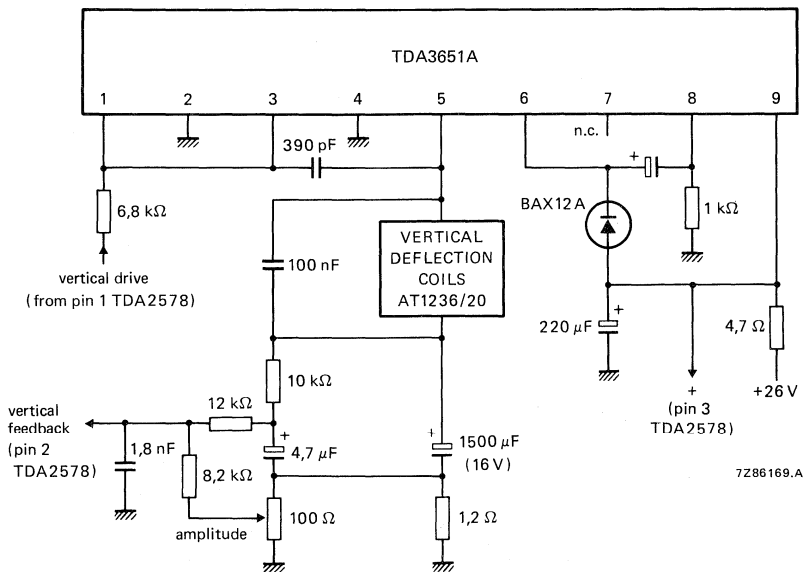 TDA3651A
1 2 3 4 5 6 7 8 9
n.c.
390 pF
+
6,8 kΩ
BAX12A
1 kΩ
vertical drive
(from pin 1 TDA2578)
100 nF
VERTICAL
DEFLECTION
COILS
AT1236/20
+
220 μF
4,7 Ω
10 kΩ
+
(pin 3
TDA2578)
+26 V
12 kΩ
vertical
feedback
(pin 2
TDA2578)
1,8 nF
+
4,7 μF
+
1500 μF
(16 V)
8,2 kΩ
7Z86169.A
amplitude
100 Ω
1,2 Ω